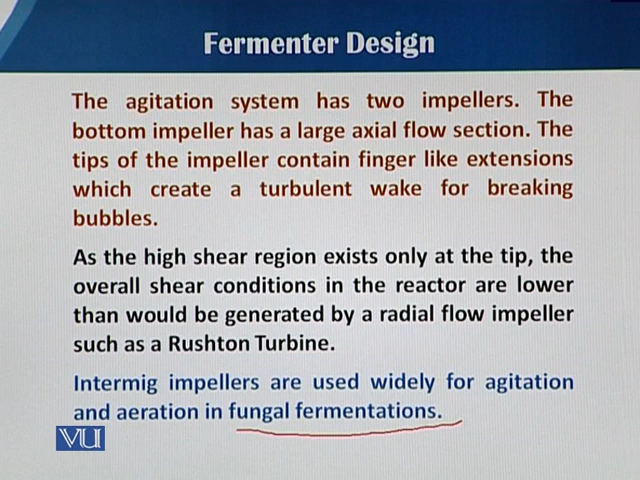 Fermenter Design
The agitation system has two impellers. The
bottom impeller has a large axial flow section. The
tips of the impeller contain finger like extensions
which create a turbulent wake for breaking
bubbles.
As the high shear region exists only at the tip, the
overall shear conditions in the reactor are lower
than would be generated by a radial flow impeller
such as a Rushton Turbine.
Intermig impellers are used widely for agitation
and aeration in fungal fermentations.
VU